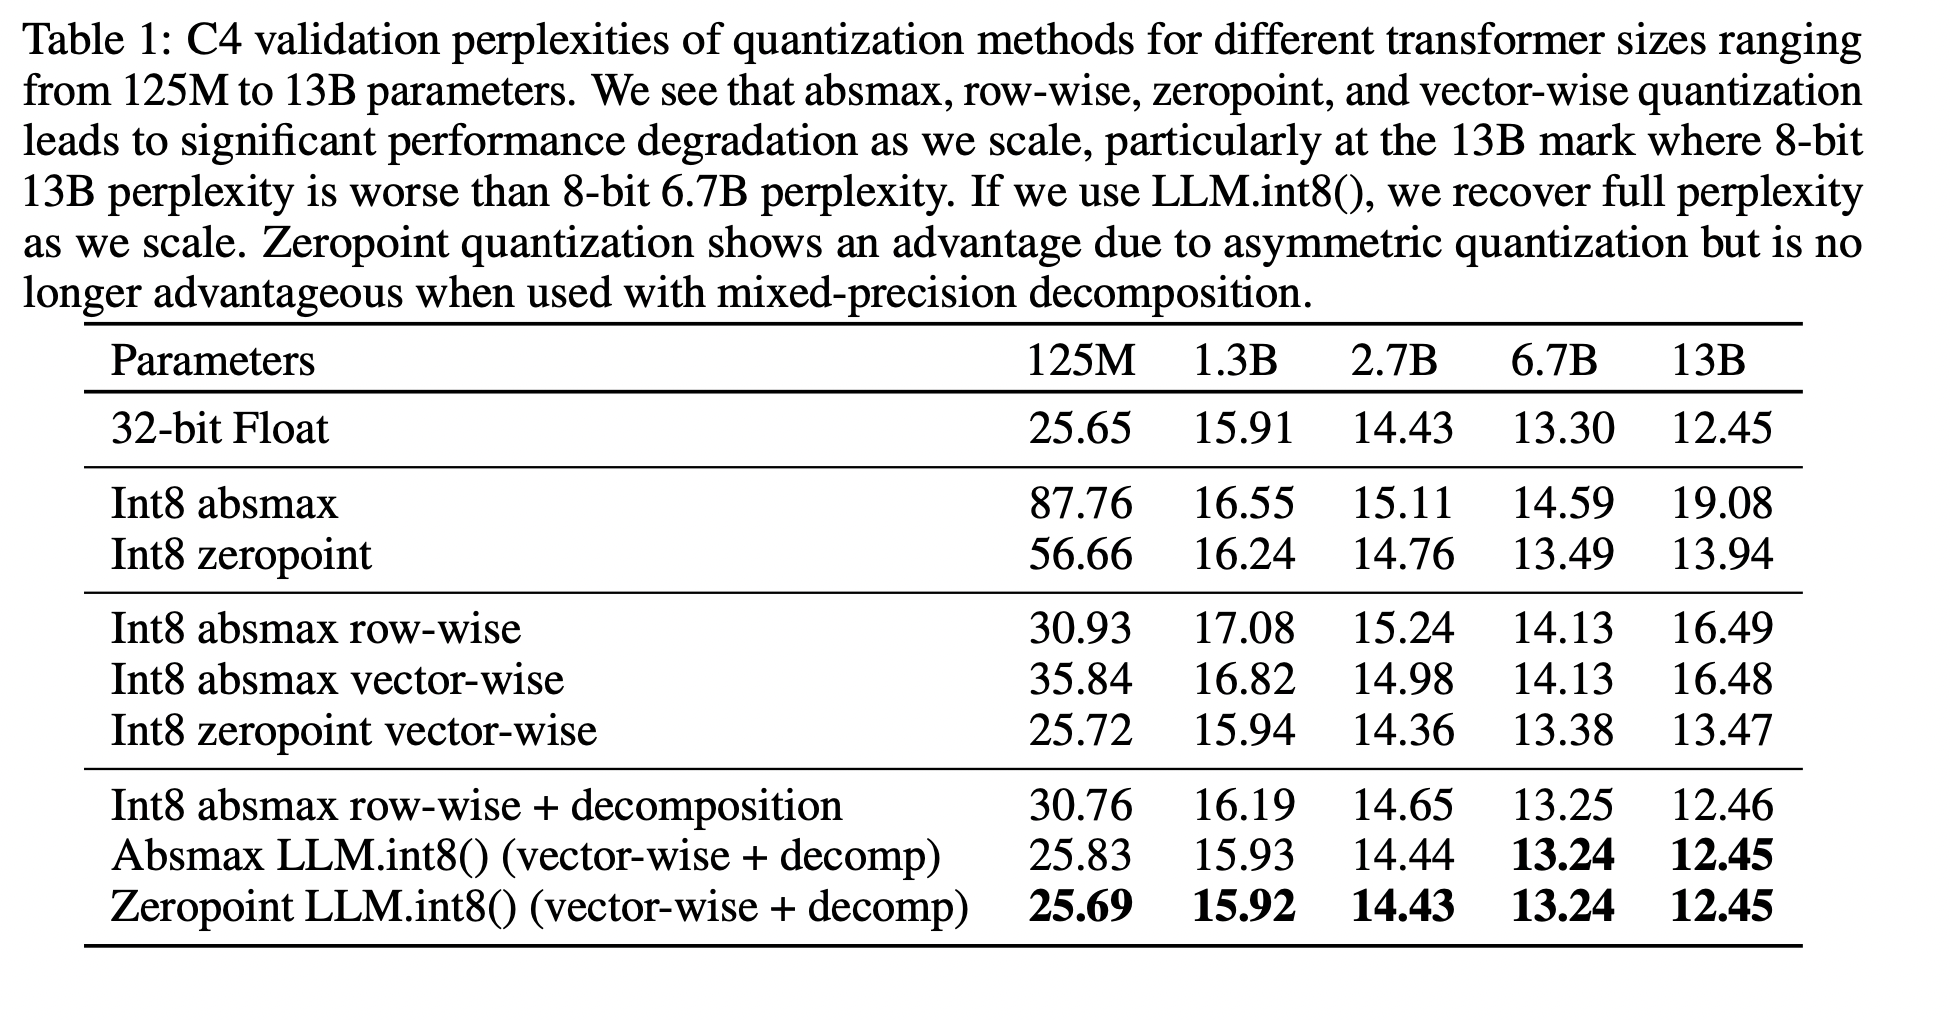 Table 1: C4 validation perplexities of quantization methods for different transformer sizes ranging
from 125M to 13B parameters. We see that absmax, row-wise, zeropoint, and vector-wise quantization
leads to significant performance degradation as we scale, particularly at the 13B mark where 8-bit
13B perplexity is worse than 8-bit 6.7B perplexity. If we use LLM.int8(), we recover full perplexity
as we scale. Zeropoint quantization shows an advantage due to asymmetric quantization but is no
longer advantageous when used with mixed-precision decomposition.
Parameters 125M 1.3B 2.7B 6.7B 13B
32-bit Float 25.65 15.91 14.43 13.30 12.45
Int8 absmax 87.76 16.55 15.11 14.59 19.08
Int8 zeropoint 56.66 16.24 14.76 13.49 13.94
Int8 absmax row-wise 30.93 17.08 15.24 14.13 16.49
Int8 absmax vector-wise 35.84 16.82 14.98 14.13 16.48
Int8 zeropoint vector-wise 25.72 15.94 14.36 13.38 13.47
Int8 absmax row-wise + decomposition 30.76 16.19 14.65 13.25 12.46
Absmax LLM.int8() (vector-wise + decomp) 25.83 15.93 14.44 13.24 12.45
Zeropoint LLM.int8() (vector-wise + decomp) 25.69 15.92 14.43 13.24 12.45